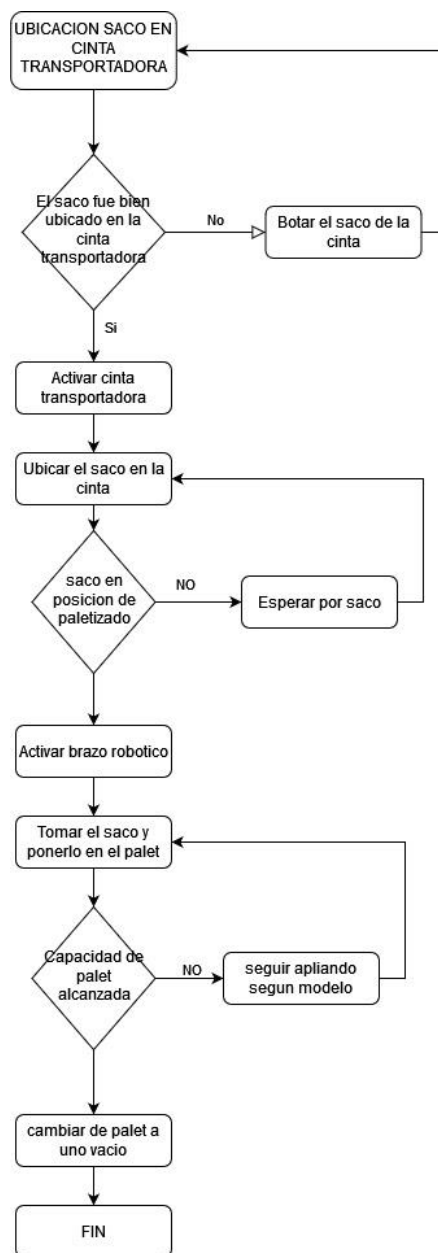 UBICACION SACO EN
CINTA
TRANSPORTADORA
El saco fue bien
ubicado en la
cinta
transportadora
No
Botar el saco de la
cinta
Si
Activar cinta
transportadora
Ubicar el saco en la
cinta
saco en
posicion de
paletizado
NO
Esperar por saco
Activar brazo robotico
Tomar el saco y
ponerlo en el palet
Capacidad de
palet
alcanzada
NO
seguir apliando
segun modelo
cambiar de palet a
uno vacio
FIN